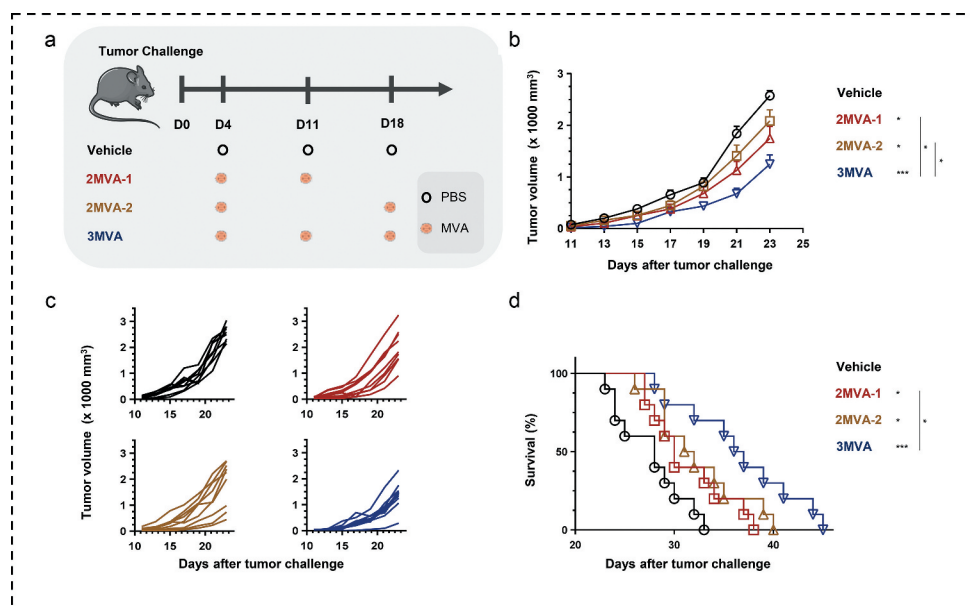 a
Tumor Challenge
D0 D4 D11 D18
Vehicle
2MVA-1
2MVA-2
3MVA
PBS
MVA
b
Tumor volume (x 1000 mm³)
3
2
1
0
11 13 15 17 19 21 23 25
Days after tumor challenge
Vehicle
2MVA-1 *
2MVA-2 * * *
3MVA ***
c
Tumor volume (x 1000 mm³)
3
2
1
0
10 15 20
3
2
1
0
10 15 20
3
2
1
0
10 15 20
3
2
1
0
10 15 20
Days after tumor challenge
d
Survival (%)
100
50
0
20 30 40
Days after tumor challenge
Vehicle
2MVA-1 *
2MVA-2 * *
3MVA ***